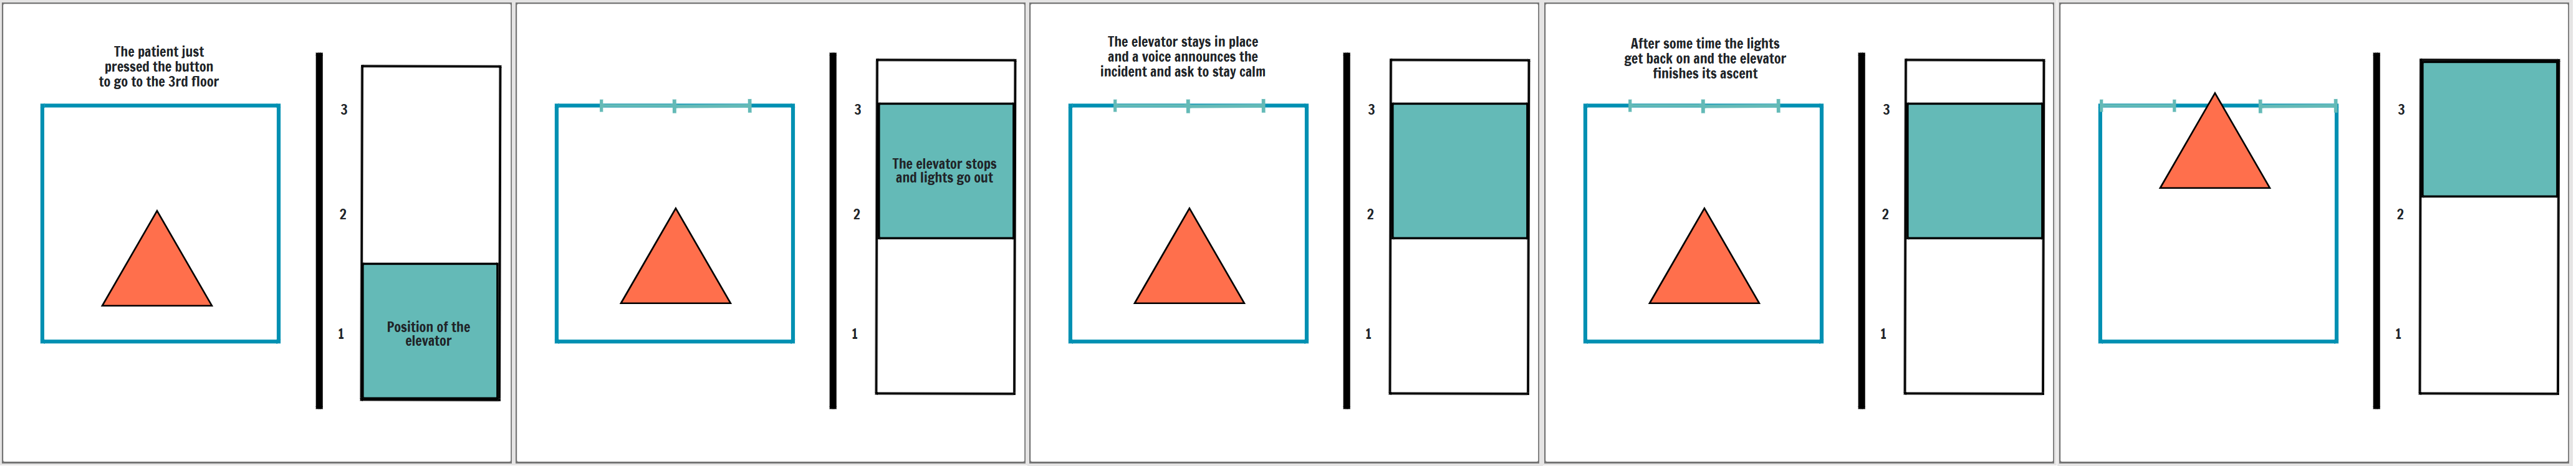 The patient just
pressed the button
to go to the 3rd floor
3
2
1
Position of the
elevator
3
2
1
The elevator stops
and lights go out
The elevator stays in place
and a voice announces the
incident and ask to stay calm
3
2
1
After some time the lights
get back on and the elevator
finishes its ascent
3
2
1
3
2
1